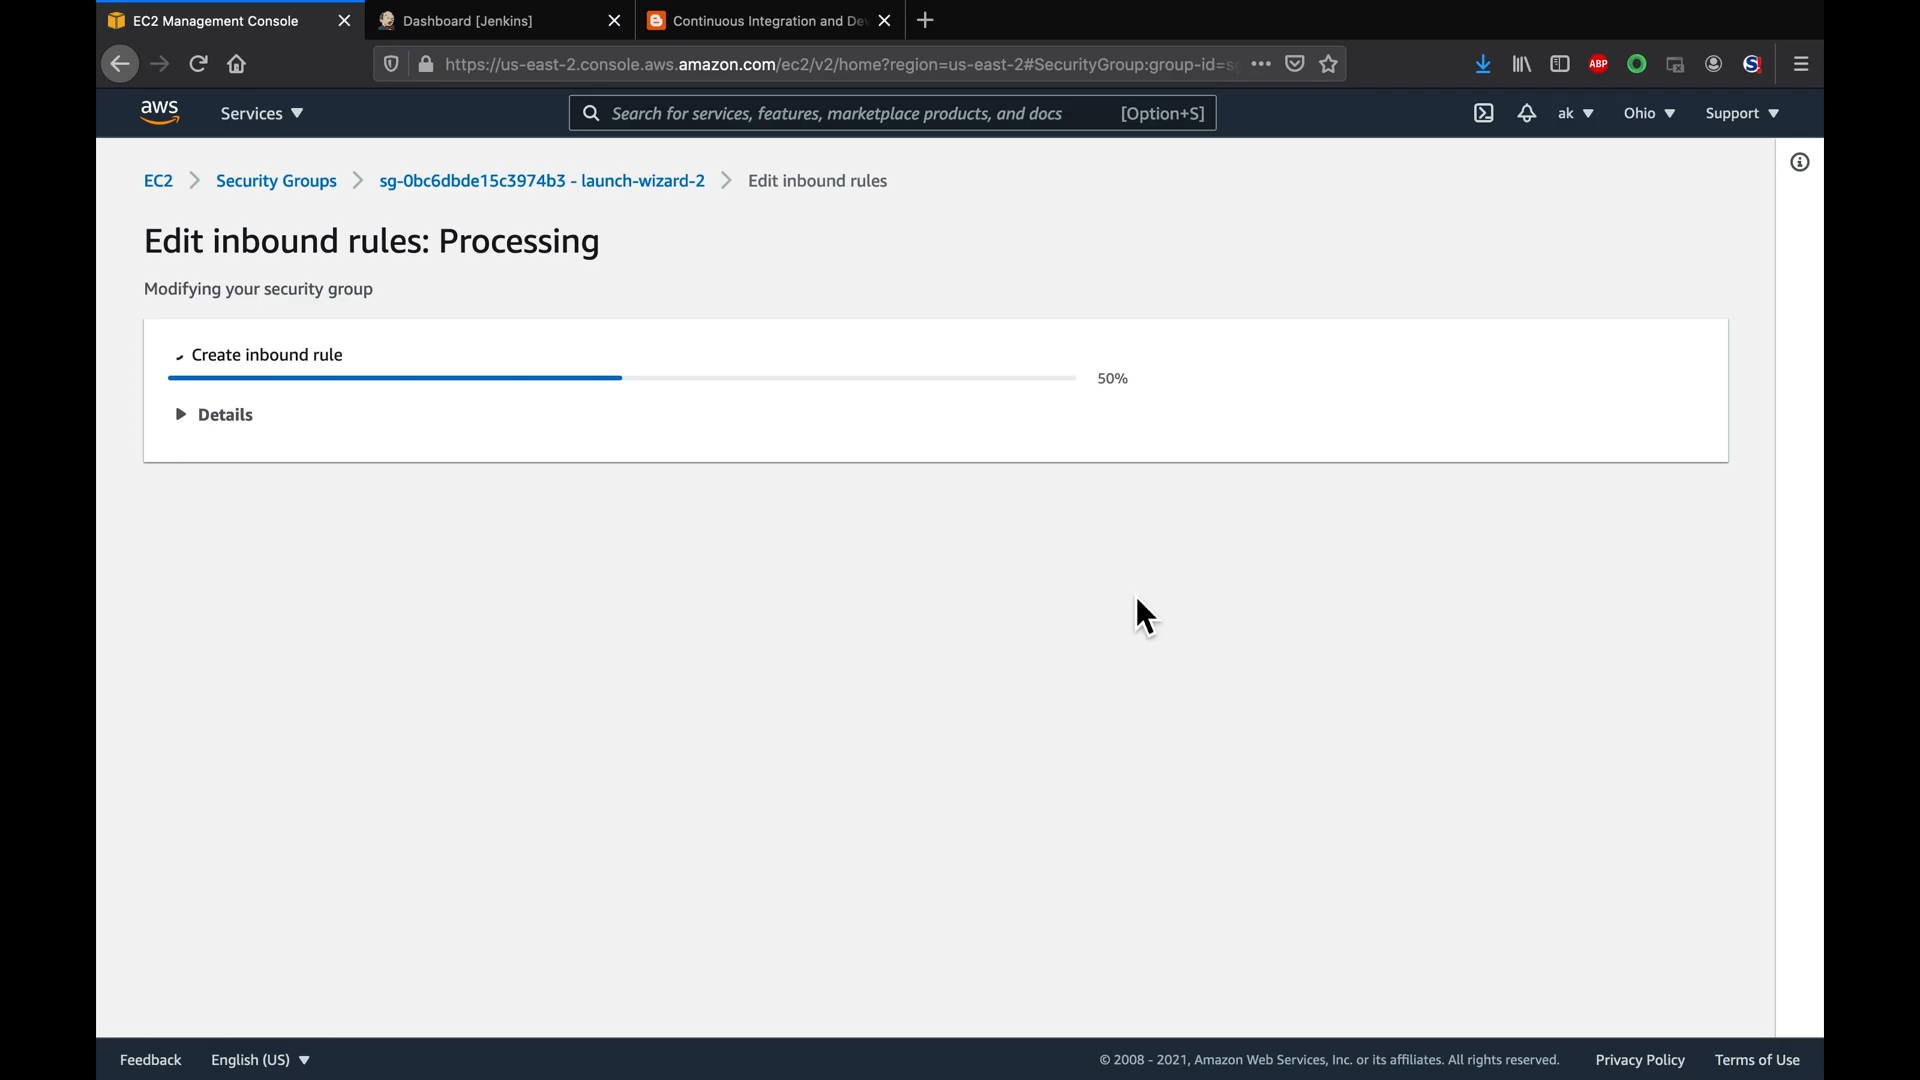 EC2 Management Console
Dashboard [Jenkins]
Continuous Integration and De
https://us-east-2.console.aws.amazon.com/ec2/v2/home?region=us-east-2#SecurityGroup:group-id=s
ABP
aws
Services
Search for services, features, marketplace products, and docs
[Option+S]
ak
Ohio
Support
EC2 > Security Groups > sg-0bc6dbde15c3974b3 - launch-wizard-2 > Edit inbound rules
Edit inbound rules: Processing
Modifying your security group
Create inbound rule
50%
Details
Feedback
English (US)
© 2008 - 2021, Amazon Web Services, Inc. or its affiliates. All rights reserved.
Privacy Policy
Terms of Use